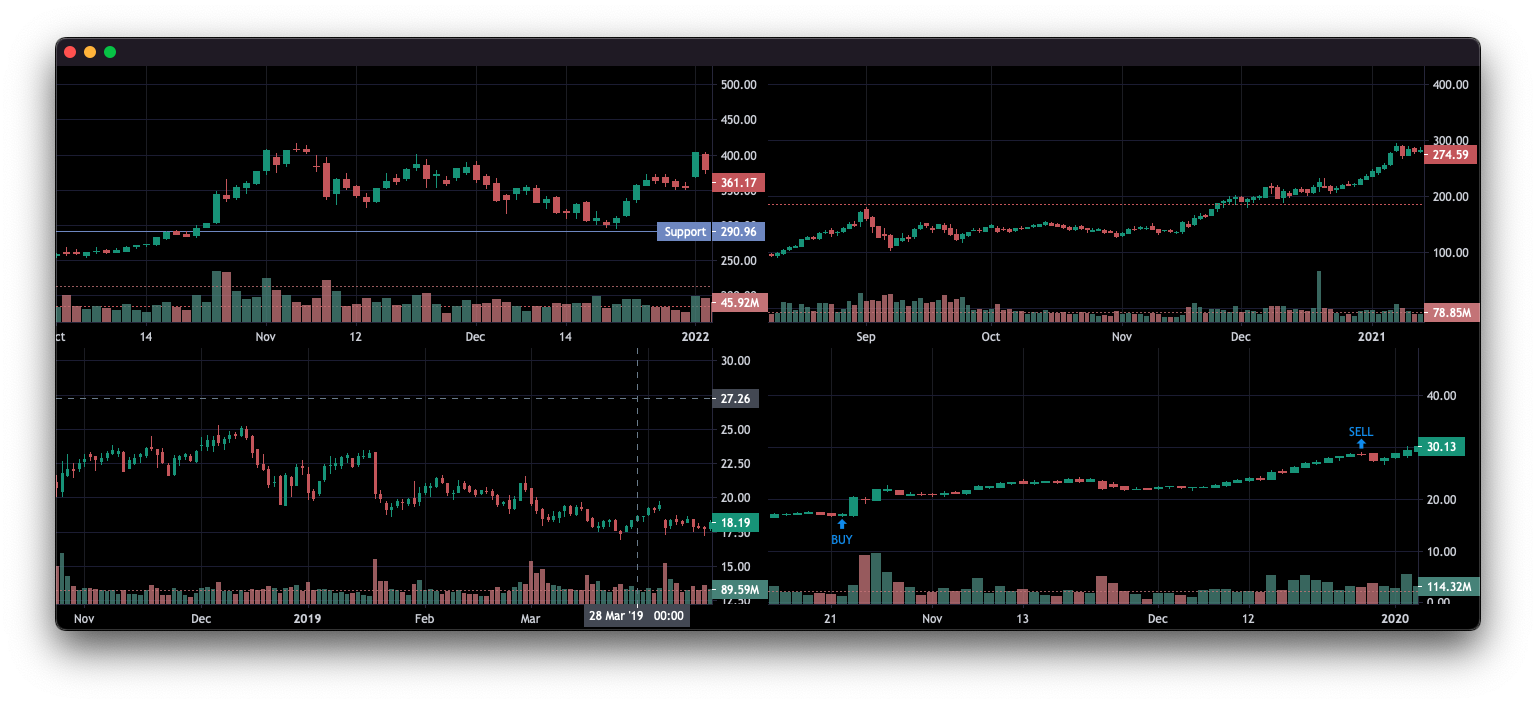 500.00
450.00
400.00
361.17
350.00
Support 290.96
250.00
45.92M
ct 14 Nov 12 Dec 14 2022
400.00
300.00
274.59
200.00
100.00
78.85M
Sep Oct Nov Dec 2021
30.00
27.26
25.00
22.50
20.00
18.19
17.50
15.00
89.59M
12.50
Nov Dec 2019 Feb Mar 28 Mar '19 00:00
40.00
SELL
30.13
20.00
BUY
10.00
114.32M
0.00
21 Nov 13 Dec 12 2020